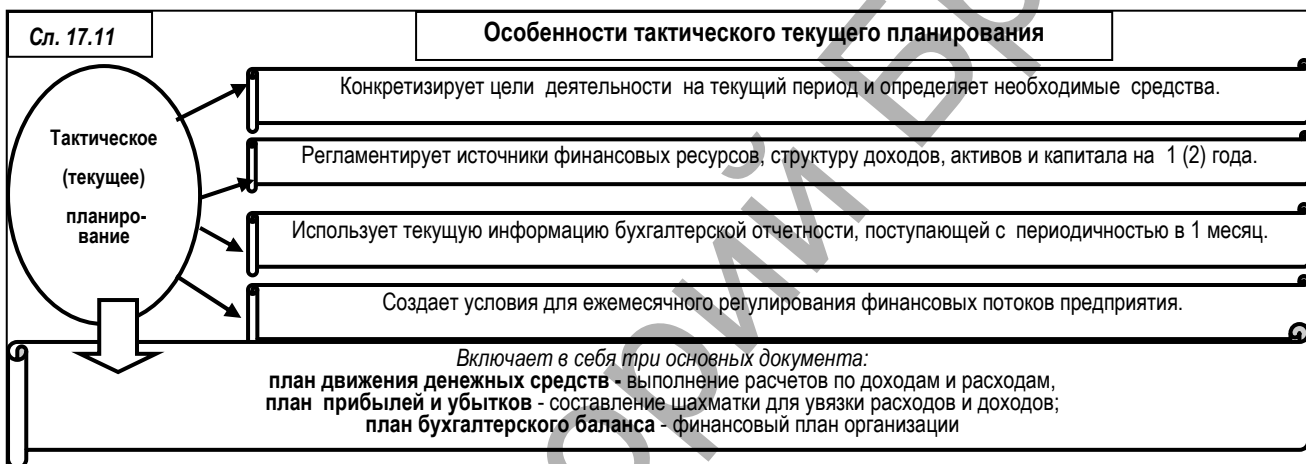 Сл. 17.11
Особенности тактического текущего планирования
Тактическое
(текущее)
планиро-
вание
Конкретизирует цели деятельности на текущий период и определяет необходимые средства.
Регламентирует источники финансовых ресурсов, структуру доходов, активов и капитала на 1 (2) года.
Использует текущую информацию бухгалтерской отчетности, поступающей с периодичностью в 1 месяц.
Создает условия для ежемесячного регулирования финансовых потоков предприятия.
Включает в себя три основных документа:
план движения денежных средств - выполнение расчетов по доходам и расходам,
план прибылей и убытков - составление шахматки для увязки расходов и доходов;
план бухгалтерского баланса - финансовый план организации